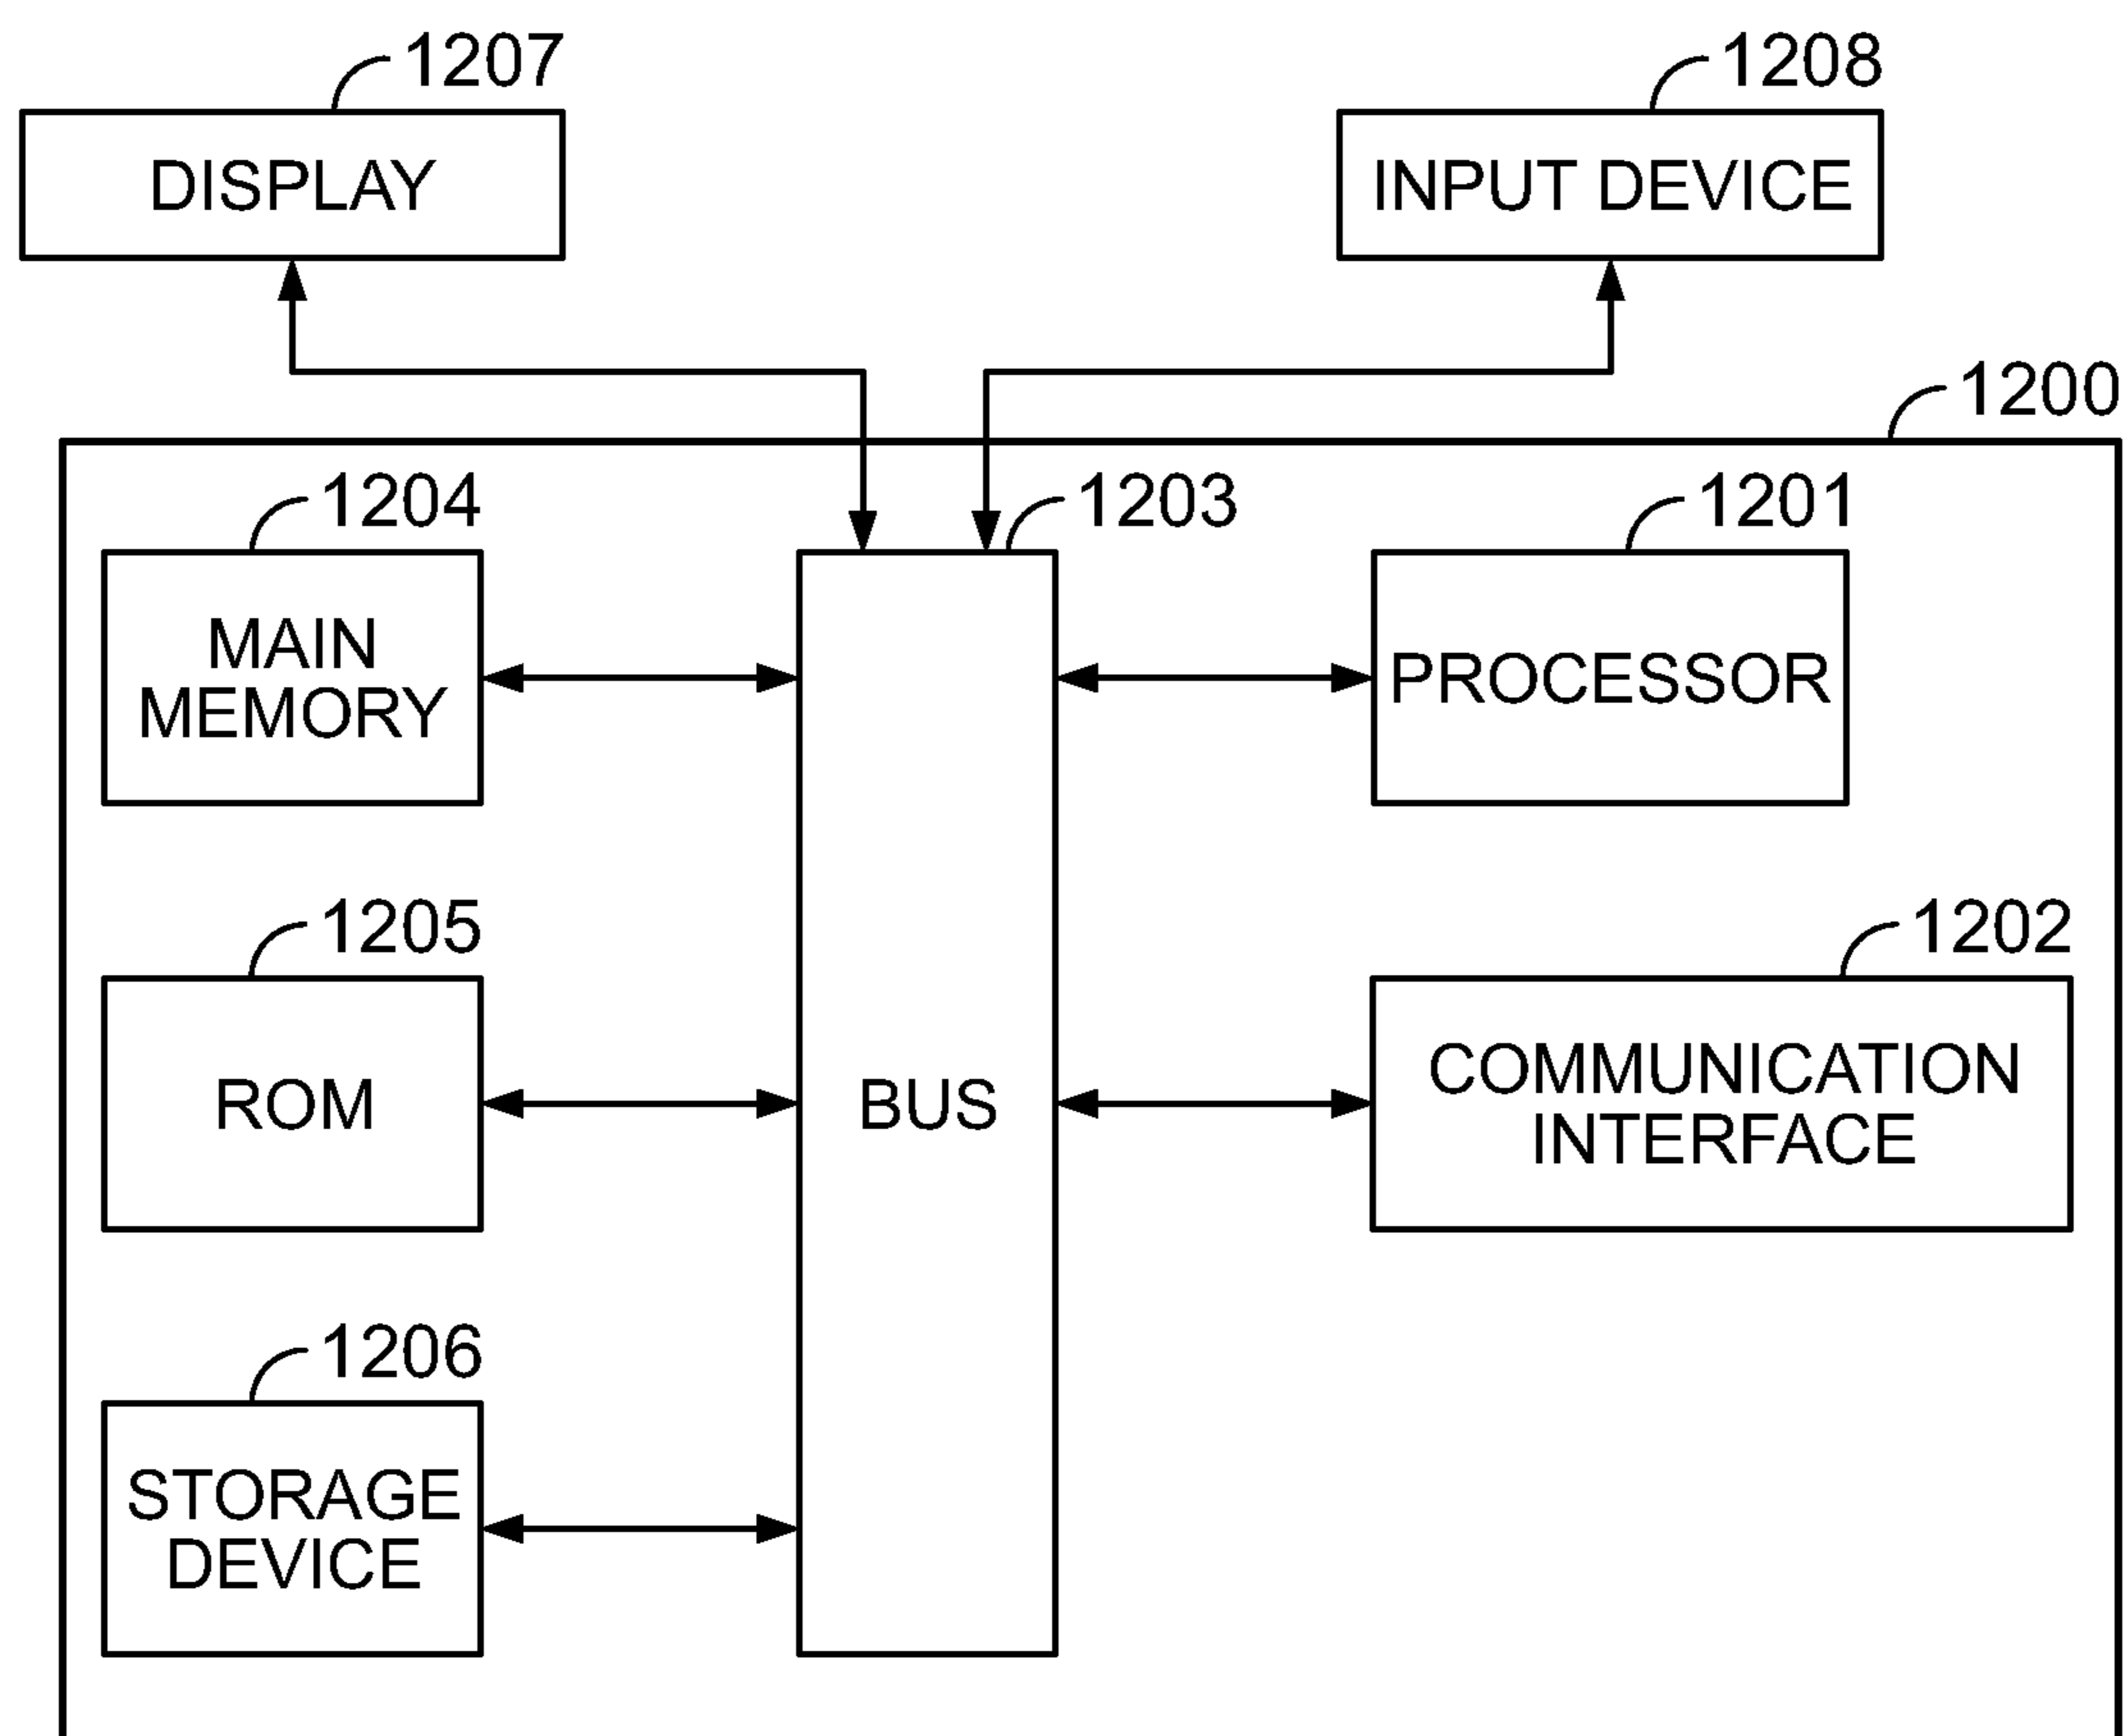 1207
1208
DISPLAY
INPUT DEVICE
1200
1204
1203
1201
MAIN
MEMORY
PROCESSOR
1205
1202
ROM
BUS
COMMUNICATION
INTERFACE
1206
STORAGE
DEVICE